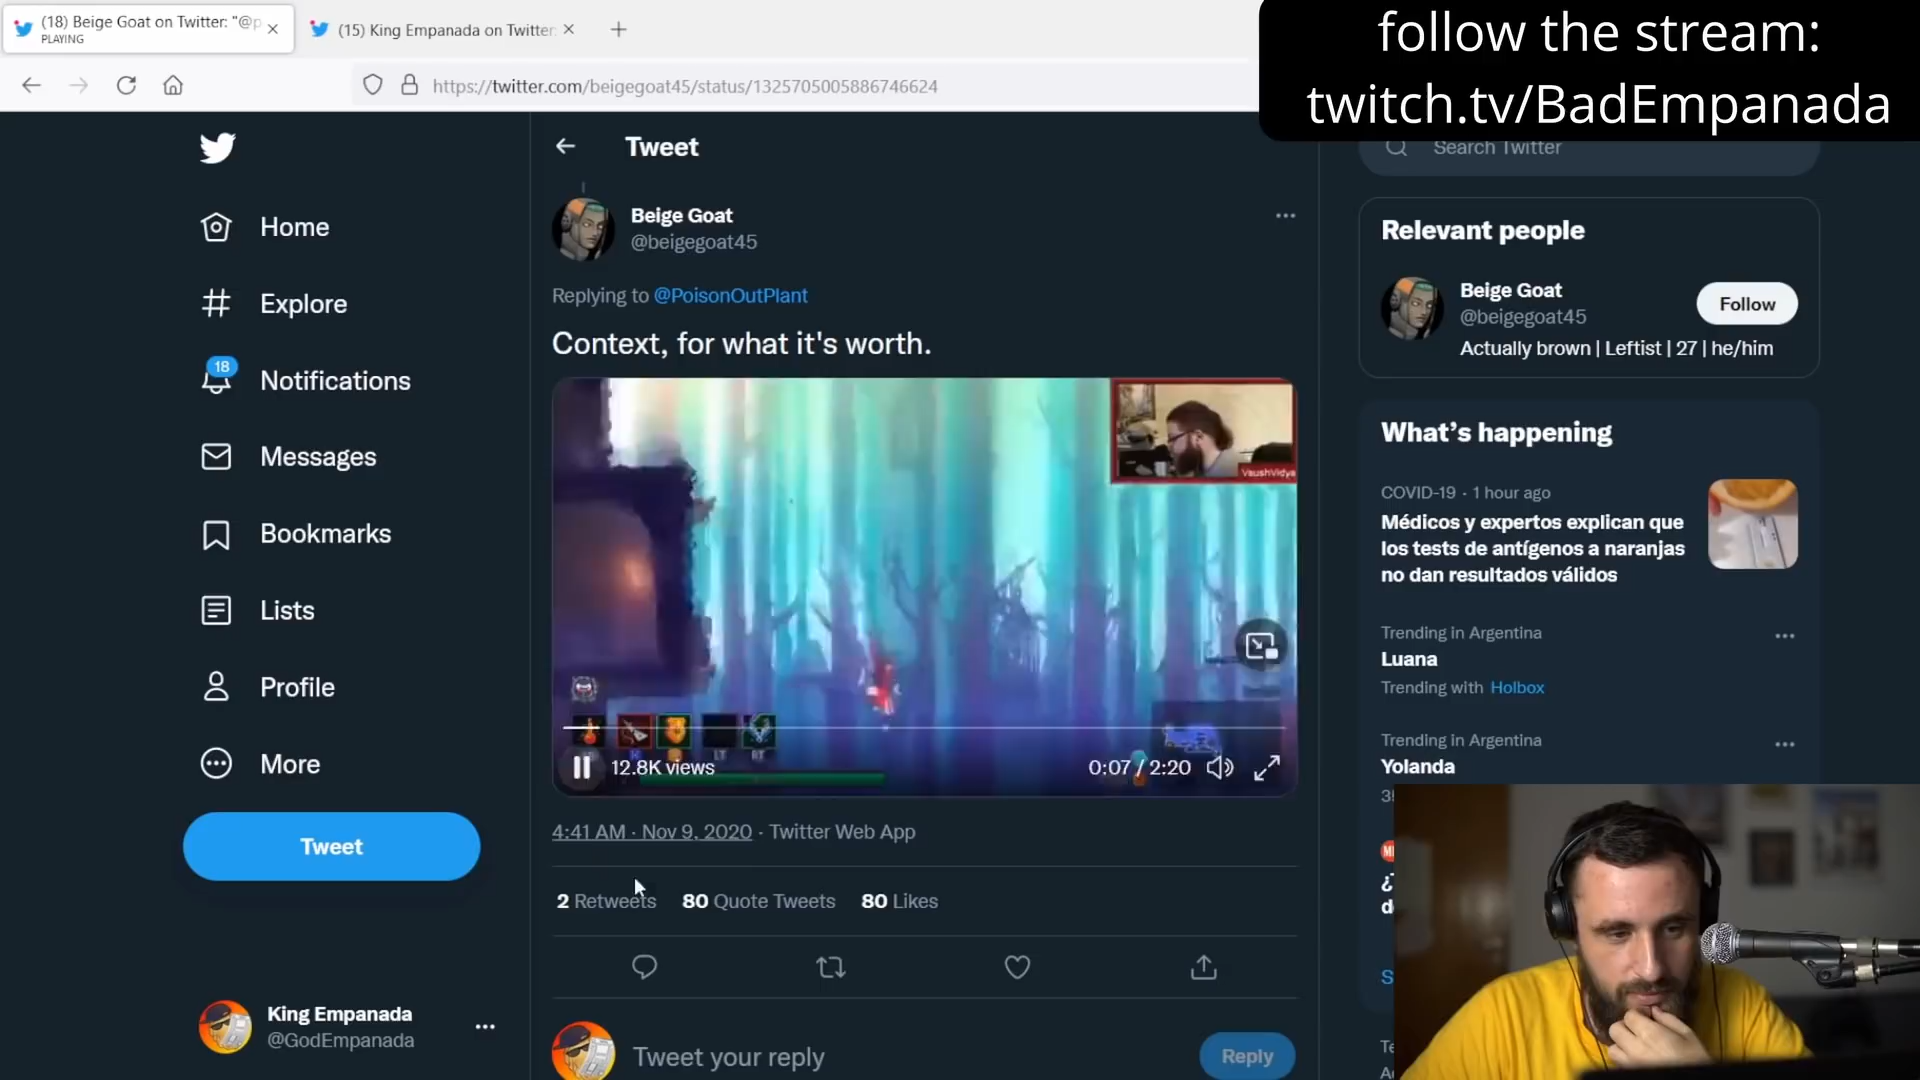 (18) Beige Goat on Twitter: "@p
PLAYING
(15) King Empanada on Twitter:
https://twitter.com/beigegoat45/status/1325705005886746624
follow the stream:
twitch.tv/BadEmpanada
Home
Explore
18
Notifications
Messages
Bookmarks
Lists
Profile
More
Tweet
King Empanada
@GodEmpanada
Tweet
Beige Goat
@beigegoat45
Replying to @PoisonOutPlant
Context, for what it's worth.
VaushVidya
LT
RT
12.8K views
0:07 / 2:20
4:41 AM · Nov 9, 2020 · Twitter Web App
2 Retweets 80 Quote Tweets 80 Likes
Tweet your reply
Reply
Search Twitter
Relevant people
Beige Goat
@beigegoat45
Follow
Actually brown | Leftist | 27 | he/him
What's happening
COVID-19 · 1 hour ago
Médicos y expertos explican que
los tests de antígenos a naranjas
no dan resultados válidos
Trending in Argentina
Luana
Trending with Holbox
Trending in Argentina
Yolanda